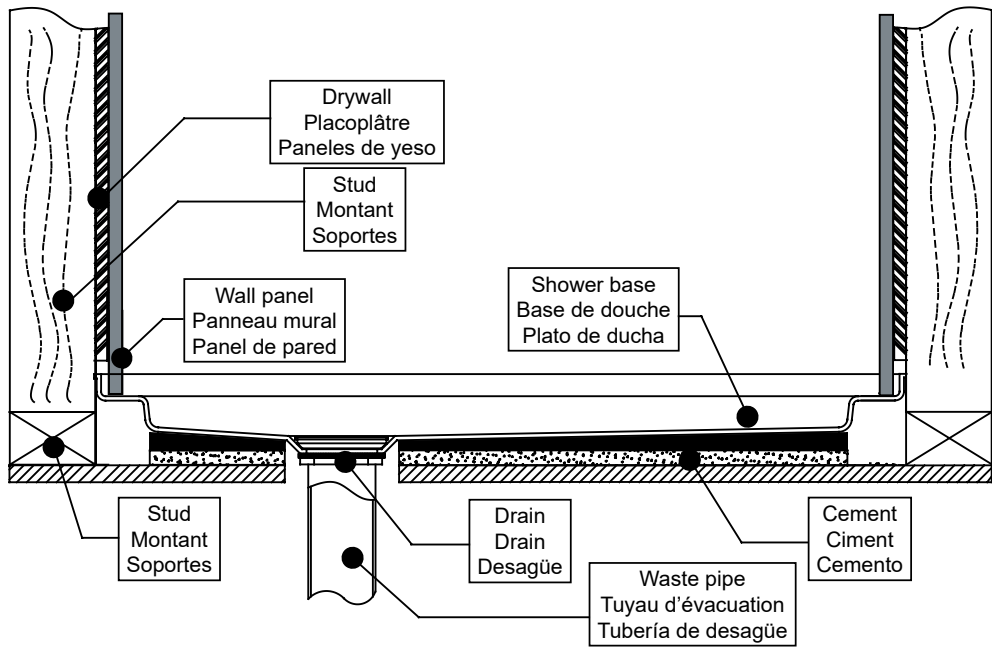 Drywall
Placoplâtre
Paneles de yeso
Stud
Montant
Soportes
Wall panel
Panneau mural
Panel de pared
Shower base
Base de douche
Plato de ducha
Stud
Montant
Soportes
Drain
Drain
Desagüe
Cement
Ciment
Cemento
Waste pipe
Tuyau d’évacuation
Tubería de desagüe